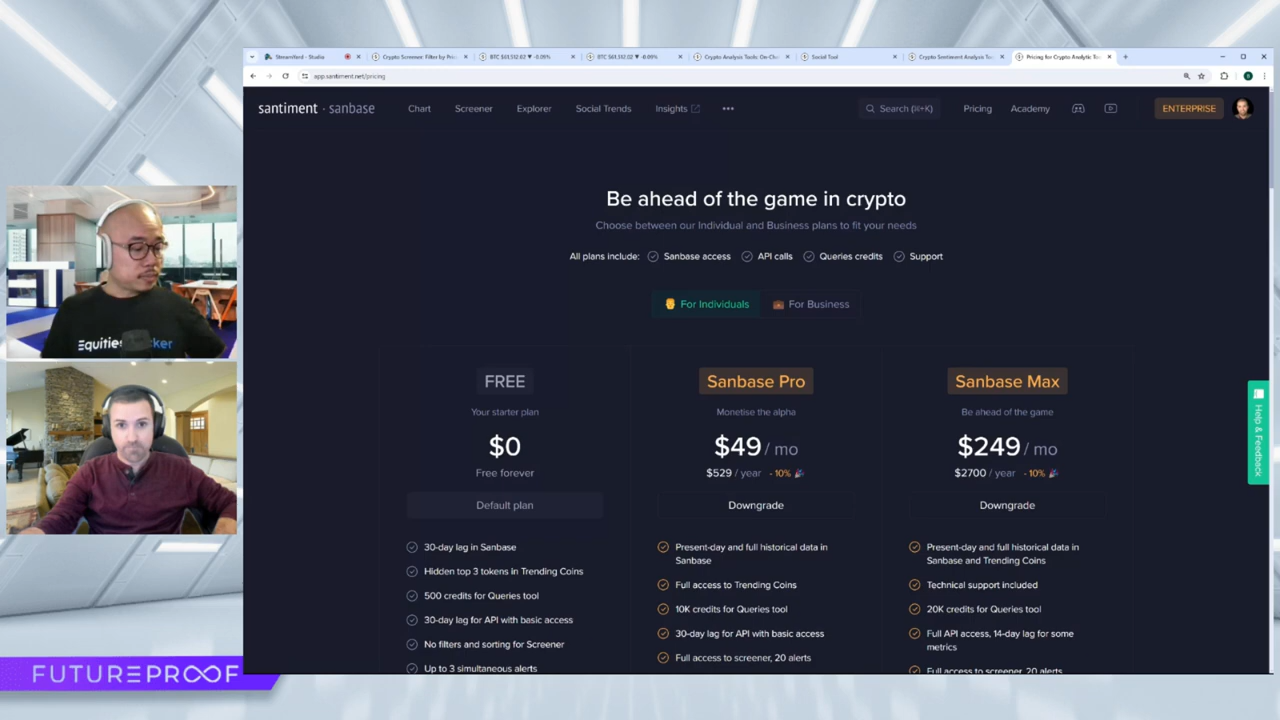 StreamYard - Studio
Crypto Screener: Filter by Pric
BTC $61,512.02 ▼ -0.09%
BTC $61,512.02 ▼ -0.09%
Crypto Analysis Tools: On-Ch
Social Tool
Crypto Sentiment Analysis To
Pricing for Crypto Analytic Too
app.santiment.net/pricing
santiment · sanbase
Chart
Screener
Explorer
Social Trends
Insights
Search (⌘+K)
Pricing
Academy
ENTERPRISE
Be ahead of the game in crypto
Choose between our Individual and Business plans to fit your needs
All plans include: Sanbase access API calls Queries credits Support
For Individuals
For Business
FREE
Your starter plan
$0
Free forever
Default plan
30-day lag in Sanbase
Hidden top 3 tokens in Trending Coins
500 credits for Queries tool
30-day lag for API with basic access
No filters and sorting for Screener
Up to 3 simultaneous alerts
Sanbase Pro
Monetise the alpha
$49 / mo
$529 / year - 10%
Downgrade
Present-day and full historical data in
Sanbase
Full access to Trending Coins
10K credits for Queries tool
30-day lag for API with basic access
Full access to screener, 20 alerts
Sanbase Max
Be ahead of the game
$249 / mo
$2700 / year - 10%
Downgrade
Present-day and full historical data in
Sanbase and Trending Coins
Technical support included
20K credits for Queries tool
Full API access, 14-day lag for some
metrics
Full access to screener, 20 alerts
Help & Feedback
FUTUREPROOF